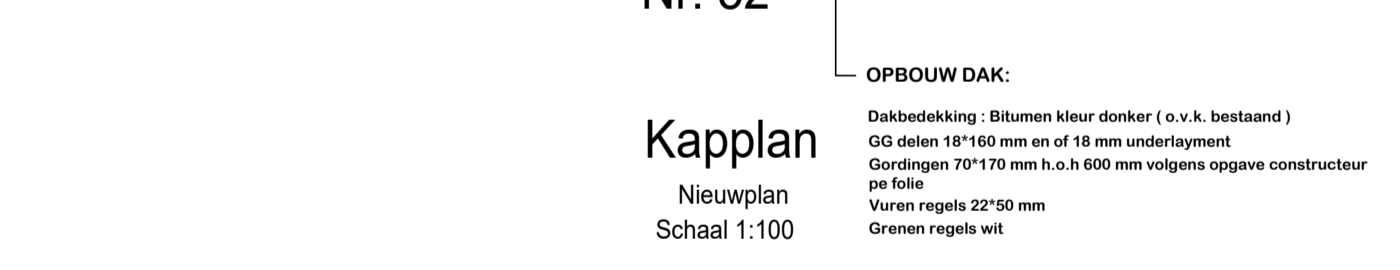 OPBOUW DAK:
Kapplan
Nieuwplan
Schaal 1:100
Dakbedekking : Bitumen kleur donker ( o.v.k. bestaand )
GG delen 18*160 mm en of 18 mm underlayment
Gordingen 70*170 mm h.o.h 600 mm volgens opgave constructeur
pe folie
Vuren regels 22*50 mm
Grenen regels wit